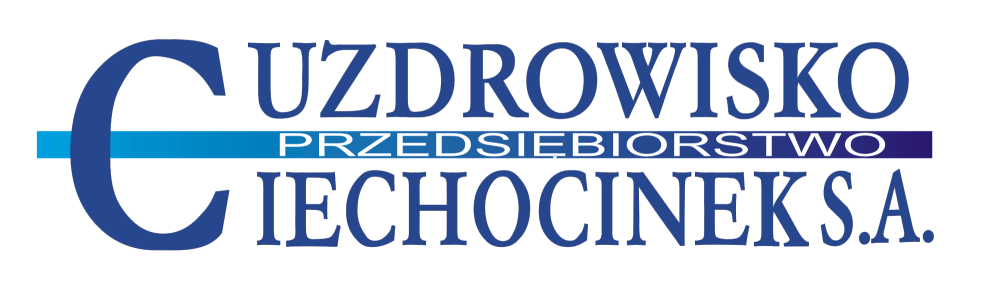 UZDROWISKO
PRZEDSIĘBIORSTWO
CIECHOCINEK S.A.